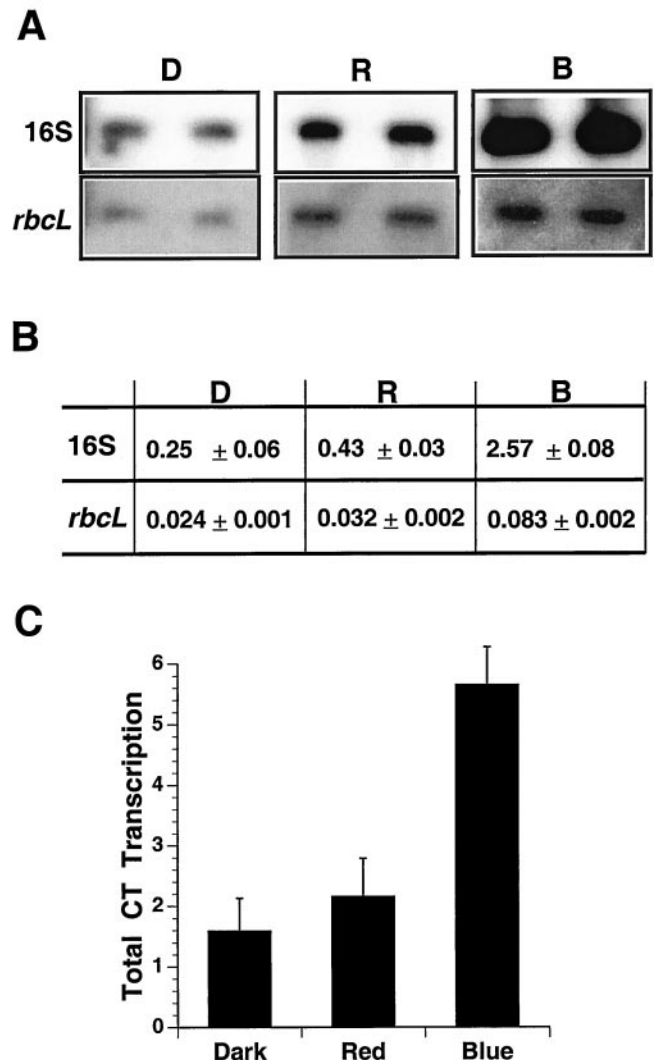 A
D R B
16S
rbcL
B
D R B
16S 0.25 ± 0.06 0.43 ± 0.03 2.57 ± 0.08
rbcL 0.024 ± 0.001 0.032 ± 0.002 0.083 ± 0.002
C
Total CT Transcription
6
5
4
3
2
1
0
Dark Red Blue